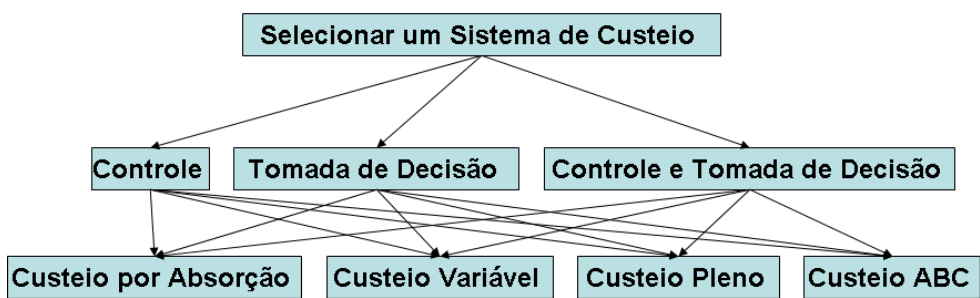 Selecionar um Sistema de Custeio
Controle
Tomada de Decisão
Controle e Tomada de Decisão
Custeio por Absorção
Custeio Variável
Custeio Pleno
Custeio ABC